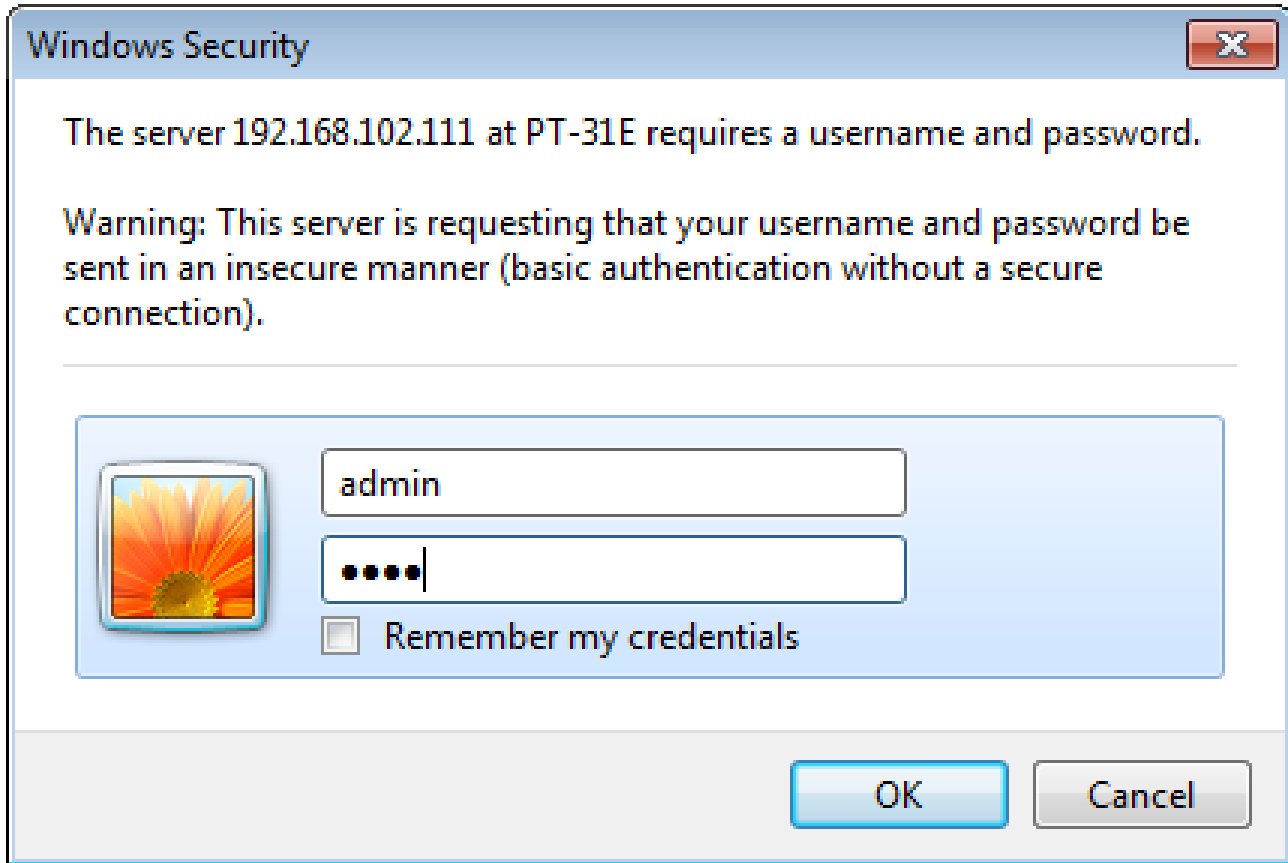 Windows Security
The server 192.168.102.111 at PT-31E requires a username and password.
Warning: This server is requesting that your username and password be
sent in an insecure manner (basic authentication without a secure
connection).
admin
●●●●
Remember my credentials
OK
Cancel